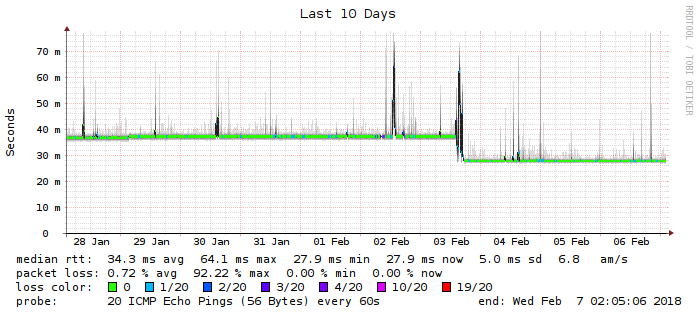 Last 10 Days
RRDTOOL / TOBI OETIKER
Seconds
70 m
60 m
50 m
40 m
30 m
20 m
10 m
0
28 Jan 29 Jan 30 Jan 31 Jan 01 Feb 02 Feb 03 Feb 04 Feb 05 Feb 06 Feb
median rtt: 34.3 ms avg 64.1 ms max 27.9 ms min 27.9 ms now 5.0 ms sd 6.8 am/s
packet loss: 0.72 % avg 92.22 % max 0.00 % min 0.00 % now
loss color: 0 1/20 2/20 3/20 4/20 10/20 19/20
probe: 20 ICMP Echo Pings (56 Bytes) every 60s end: Wed Feb 7 02:05:06 2018